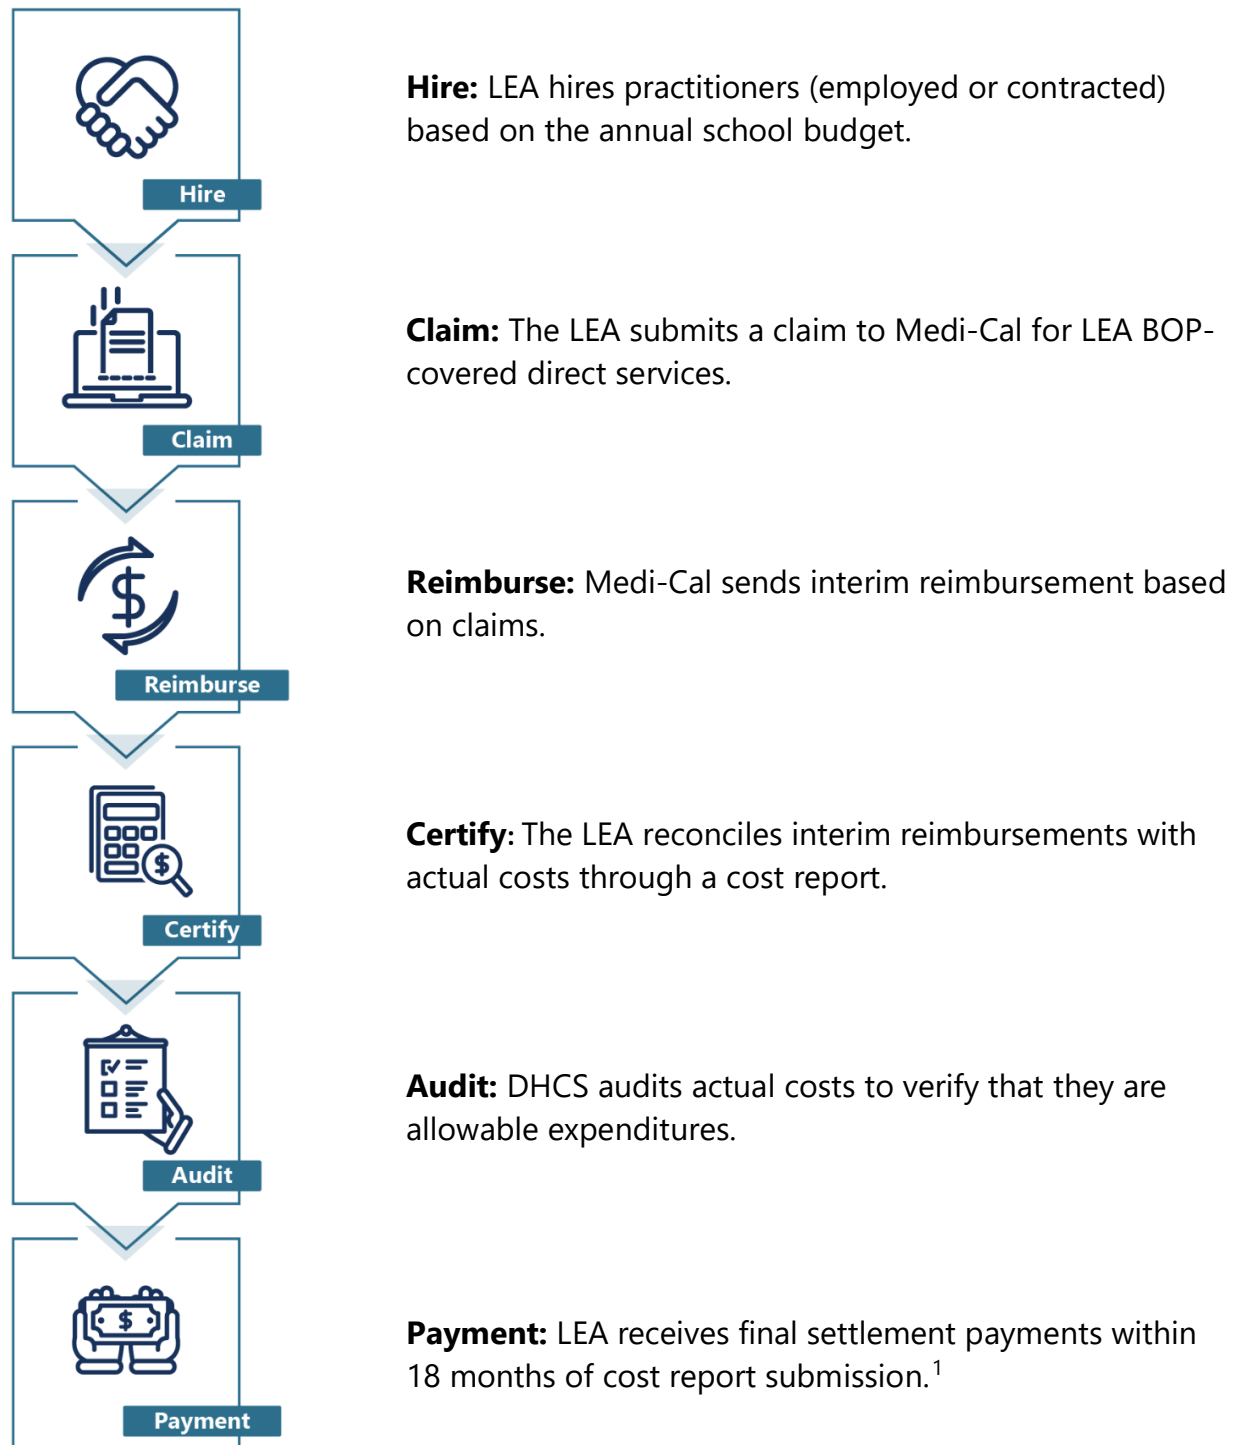 Hire: LEA hires practitioners (employed or contracted)
based on the annual school budget.
Hire
Claim: The LEA submits a claim to Medi-Cal for LEA BOP-
covered direct services.
Claim
Reimburse: Medi-Cal sends interim reimbursement based
on claims.
$
Reimburse
Certify: The LEA reconciles interim reimbursements with
actual costs through a cost report.
$
Certify
Audit: DHCS audits actual costs to verify that they are
allowable expenditures.
Audit
Payment: LEA receives final settlement payments within
18 months of cost report submission.¹
$
Payment